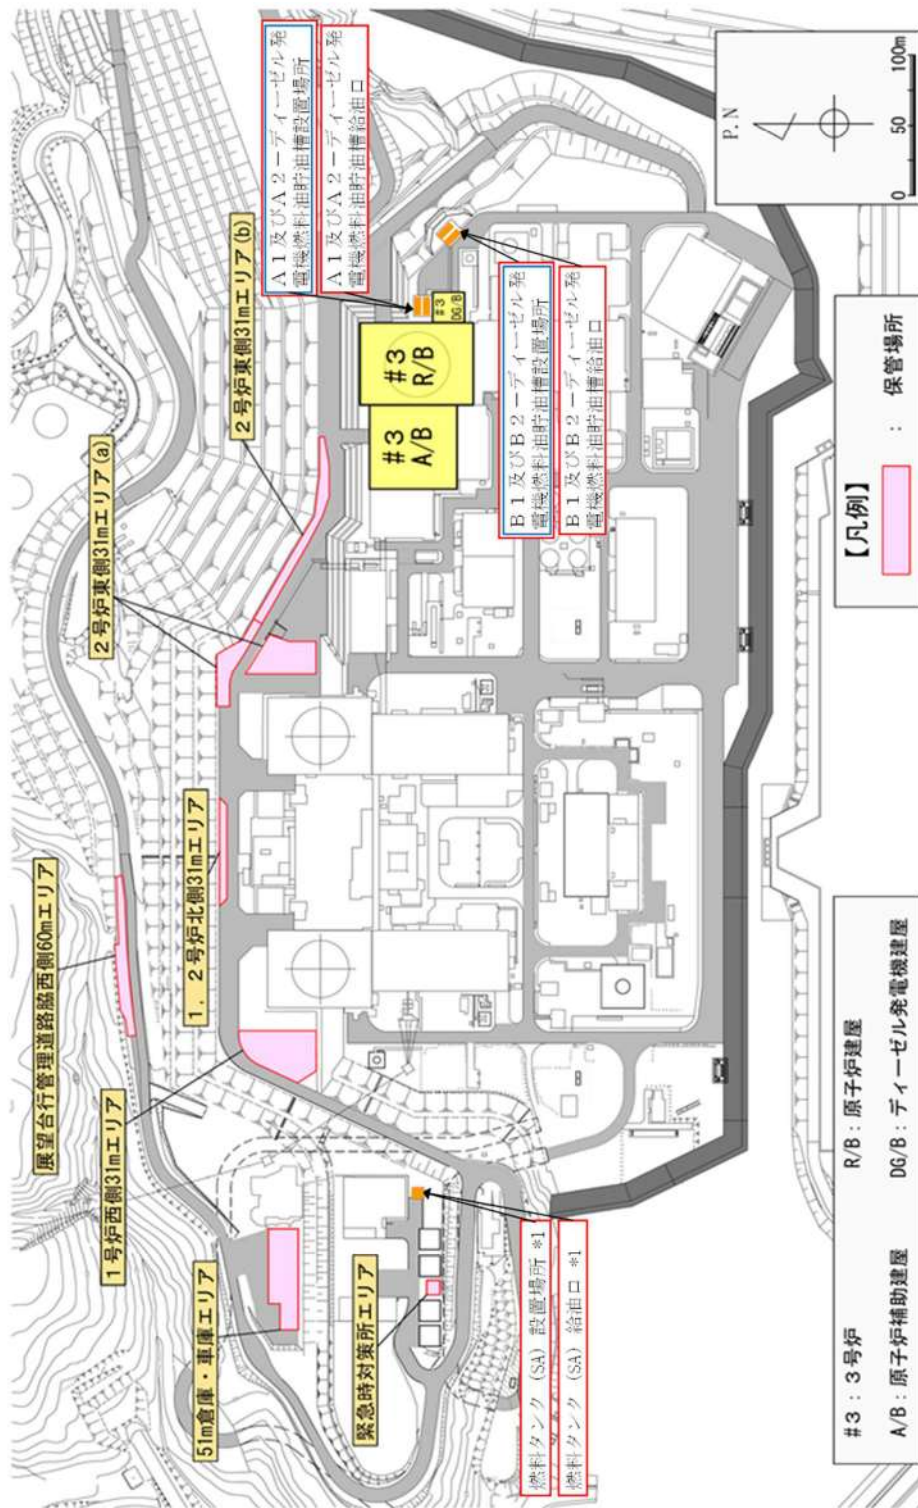 51m倉庫・車庫エリア
1号炉西側31mエリア
展望台行管理道路脇西側60mエリア
1.2号炉北側31mエリア
2号炉東側31mエリア(a)
2号炉東側31mエリア(b)
A1及びA2-ディーゼル発
電機燃料油貯油槽設置場所
A1及びA2-ディーゼル発
電機燃料油貯油槽給油口
緊急時対策所エリア
#3
A/B
#3
R/B
#3
DG/B
燃料タンク (SA) 設置場所 *1
燃料タンク (SA) 給油口 *1
B1及びB2-ディーゼル発
電機燃料油貯油槽設置場所
B1及びB2-ディーゼル発
電機燃料油貯油槽給油口
P.N
0 50 100m
#3:3号炉
R/B:原子炉建屋
A/B:原子炉補助建屋
DG/B:ディーゼル発電機建屋
【凡例】
:保管場所